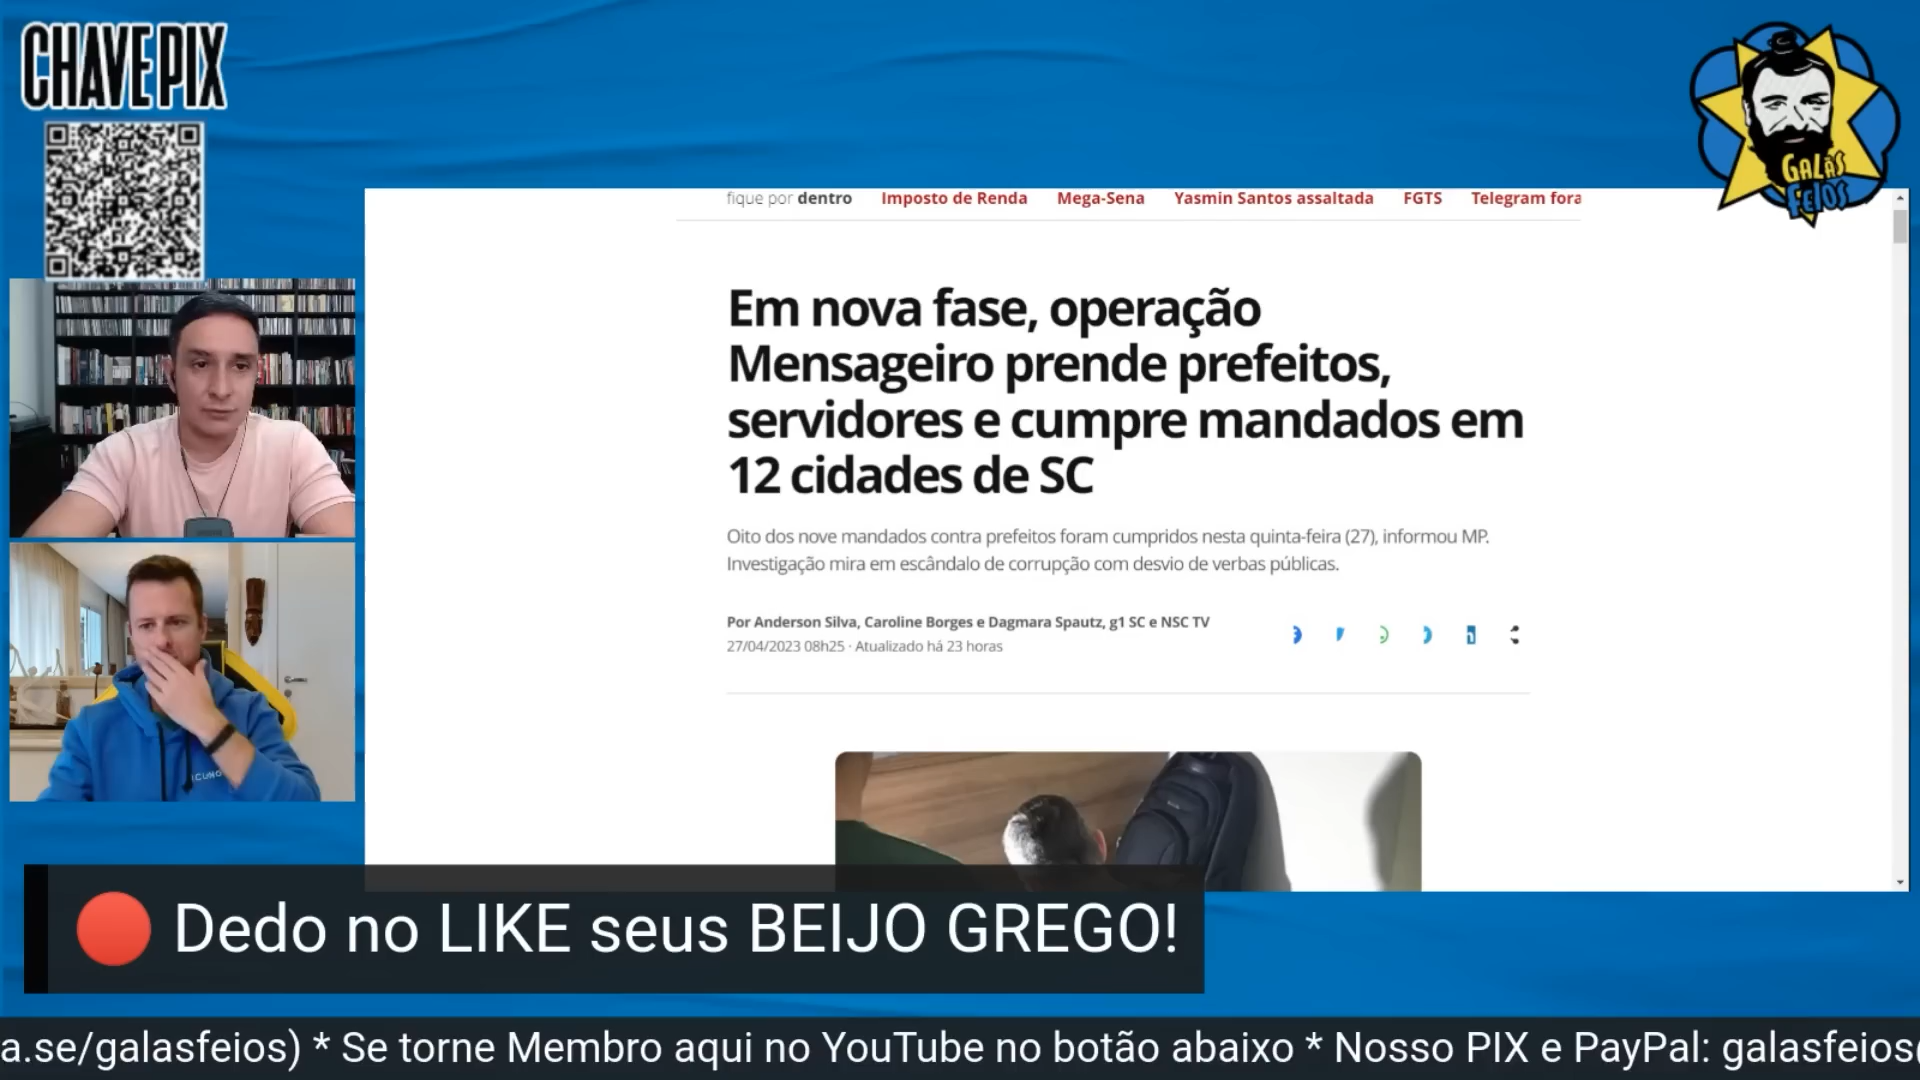 CHAVE PIX
GALÃS
FEIOS
fique por dentro Imposto de Renda Mega-Sena Yasmin Santos assaltada FGTS Telegram fora
Em nova fase, operação
Mensageiro prende prefeitos,
servidores e cumpre mandados em
12 cidades de SC
Oito dos nove mandados contra prefeitos foram cumpridos nesta quinta-feira (27), informou MP.
Investigação mira em escândalo de corrupção com desvio de verbas públicas.
Por Anderson Silva, Caroline Borges e Dagmara Spautz, g1 SC e NSC TV
27/04/2023 08h25 · Atualizado há 23 horas
Dedo no LIKE seus BEIJO GREGO!
a.se/galasfeios) * Se torne Membro aqui no YouTube no botão abaixo * Nosso PIX e PayPal: galasfeios